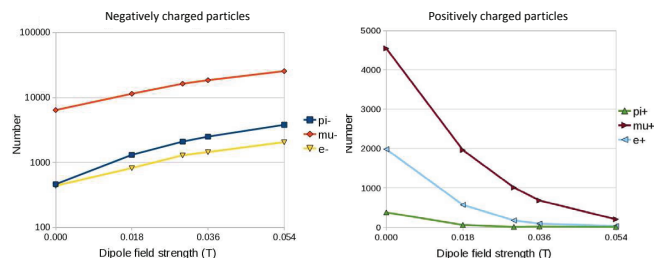 Negatively charged particles
100000
10000
1000
100
Number
0.000
0.018
0.036
0.054
Dipole field strength (T)
pi-
mu-
e-
Positively charged particles
5000
4000
3000
2000
1000
0
Number
0.000
0.018
0.036
0.054
Dipole field strength (T)
pi+
mu+
e+